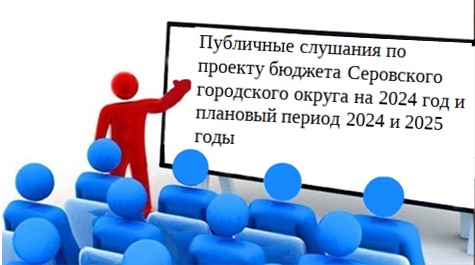 Публичные слушания по
проекту бюджета Серовского
городского округа на 2024 год и
плановый период 2024 и 2025
годы